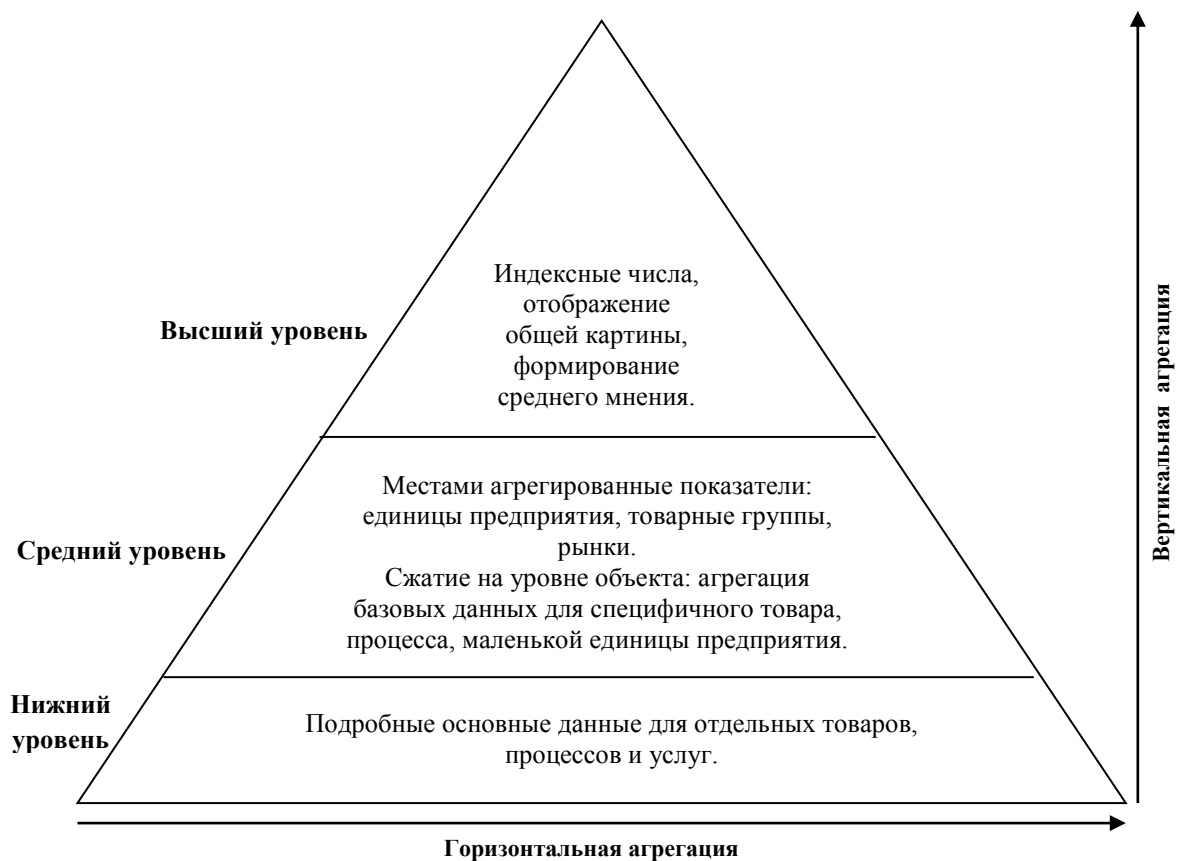 Индексные числа,
отображение
общей картины,
формирование
среднего мнения.
Высший уровень
Местами агрегированные показатели:
единицы предприятия, товарные группы,
рынки.
Сжатие на уровне объекта: агрегация
базовых данных для специфичного товара,
процесса, маленькой единицы предприятия.
Средний уровень
Нижний
уровень
Подробные основные данные для отдельных товаров,
процессов и услуг.
Вертикальная агрегация
Горизонтальная агрегация